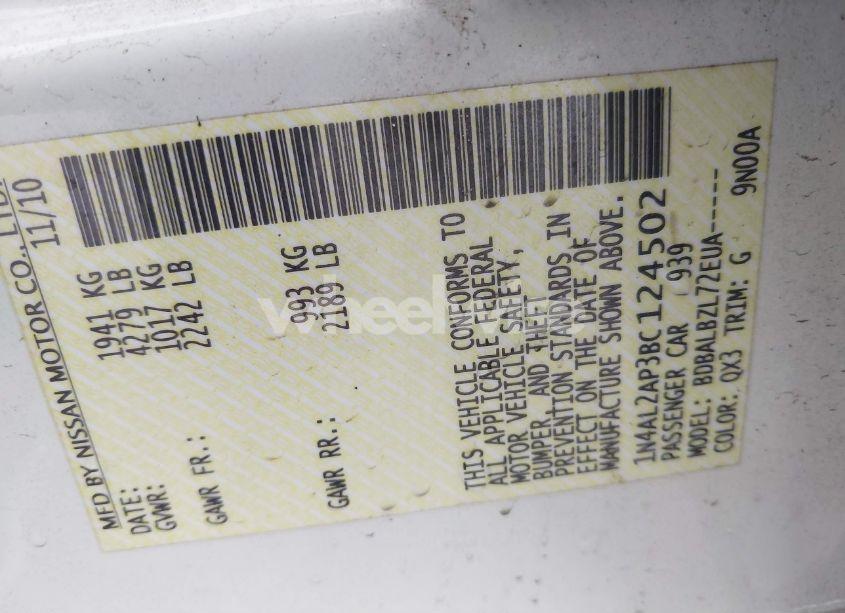 MFD BY NISSAN MOTOR CO., LTD.
DATE: 11/10
GVWR: 1941 KG
4279 LB
GAWR FR.: 1017 KG
2242 LB
GAWR RR.: 993 KG
2189 LB
THIS VEHICLE CONFORMS TO
ALL APPLICABLE FEDERAL
MOTOR VEHICLE SAFETY,
BUMPER, AND THEFT
PREVENTION STANDARDS IN
EFFECT ON THE DATE OF
MANUFACTURE SHOWN ABOVE.
1N4AL2AP3BC124502
PASSENGER CAR / 939
MODEL: BDBALBZL72EUA-----
COLOR: QX3 TRIM: G 9N00A